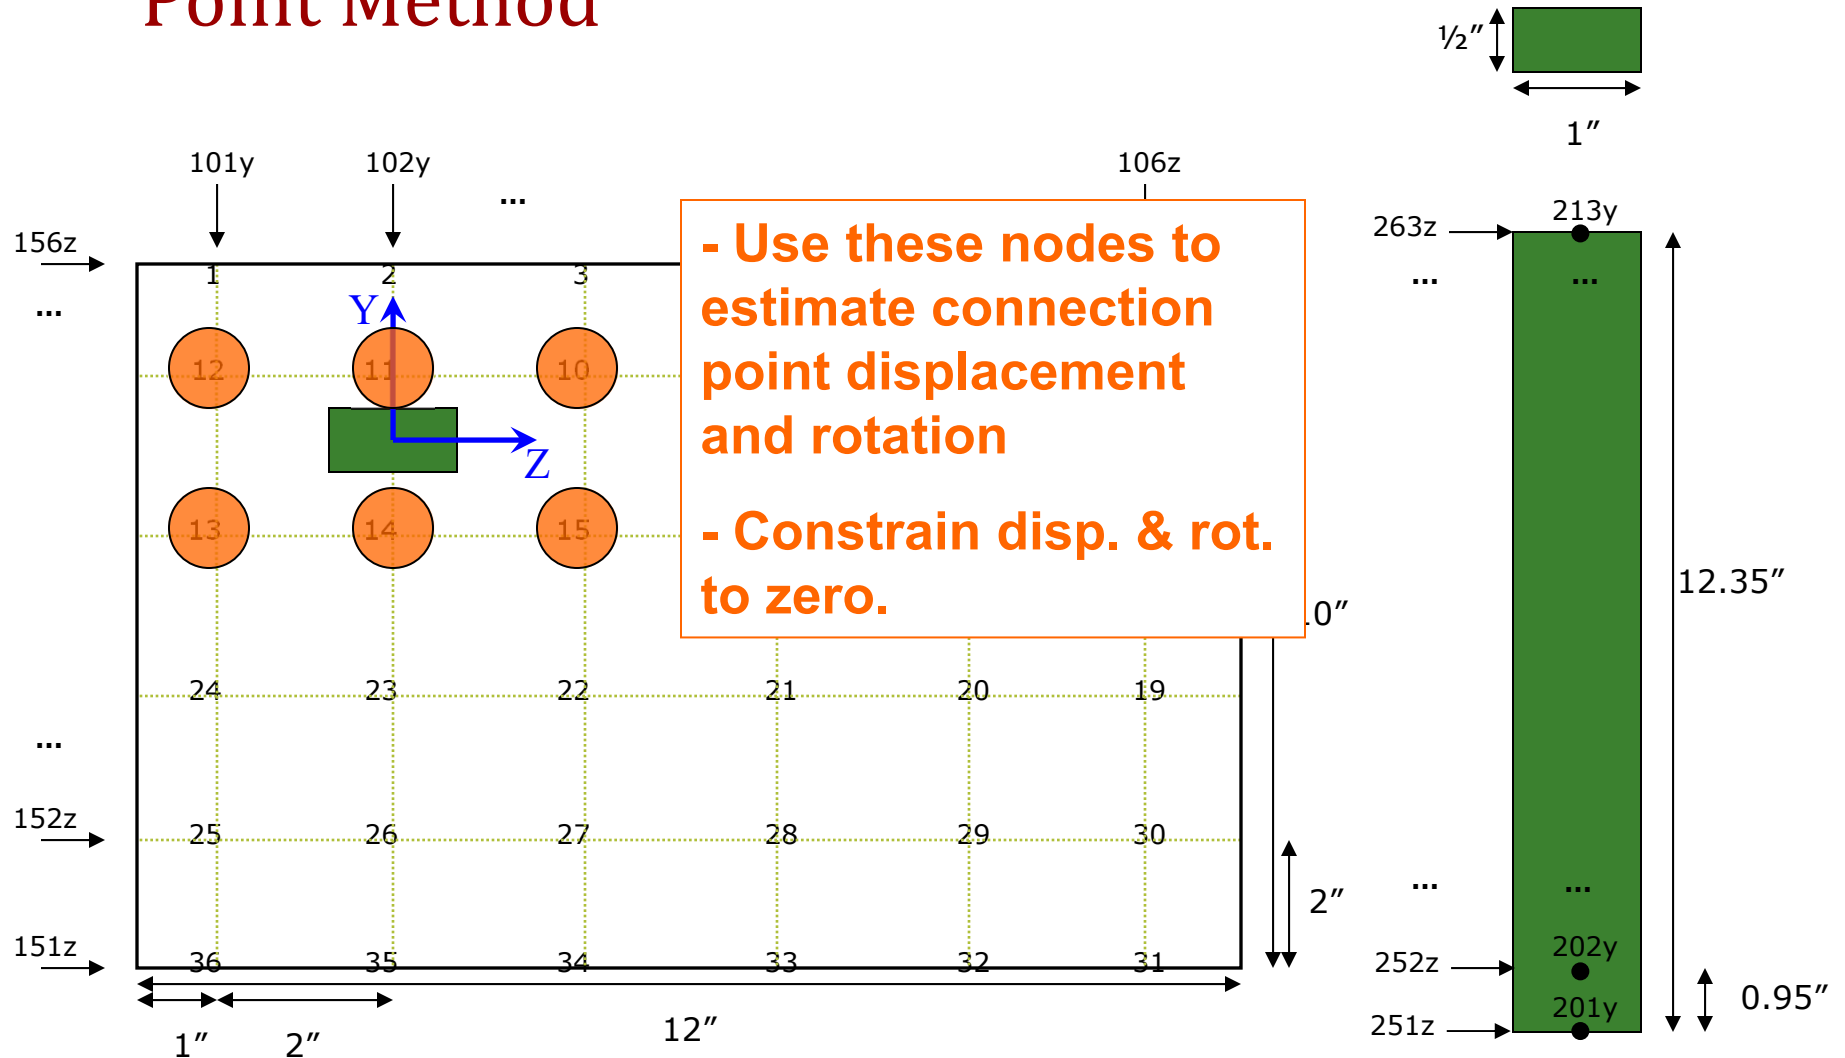 Point Method
½″
1″
101y
102y
...
106z
156z
...
1
2
3
Y
Z
12
11
10
13
14
15
- Use these nodes to
estimate connection
point displacement
and rotation
- Constrain disp. & rot.
to zero.
.0″
263z
213y
...
...
12.35″
24
23
22
21
20
19
...
152z
25
26
27
28
29
30
2″
...
...
151z
36
35
34
33
32
31
252z
202y
0.95″
251z
201y
1″
2″
12″